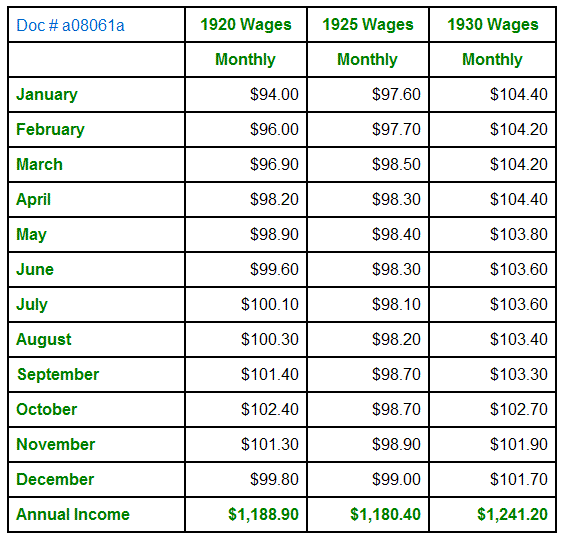 Doc # a08061a 1920 Wages 1925 Wages 1930 Wages
Monthly Monthly Monthly
January $94.00 $97.60 $104.40
February $96.00 $97.70 $104.20
March $96.90 $98.50 $104.20
April $98.20 $98.30 $104.40
May $98.90 $98.40 $103.80
June $99.60 $98.30 $103.60
July $100.10 $98.10 $103.60
August $100.30 $98.20 $103.40
September $101.40 $98.70 $103.30
October $102.40 $98.70 $102.70
November $101.30 $98.90 $101.90
December $99.80 $99.00 $101.70
Annual Income $1,188.90 $1,180.40 $1,241.20